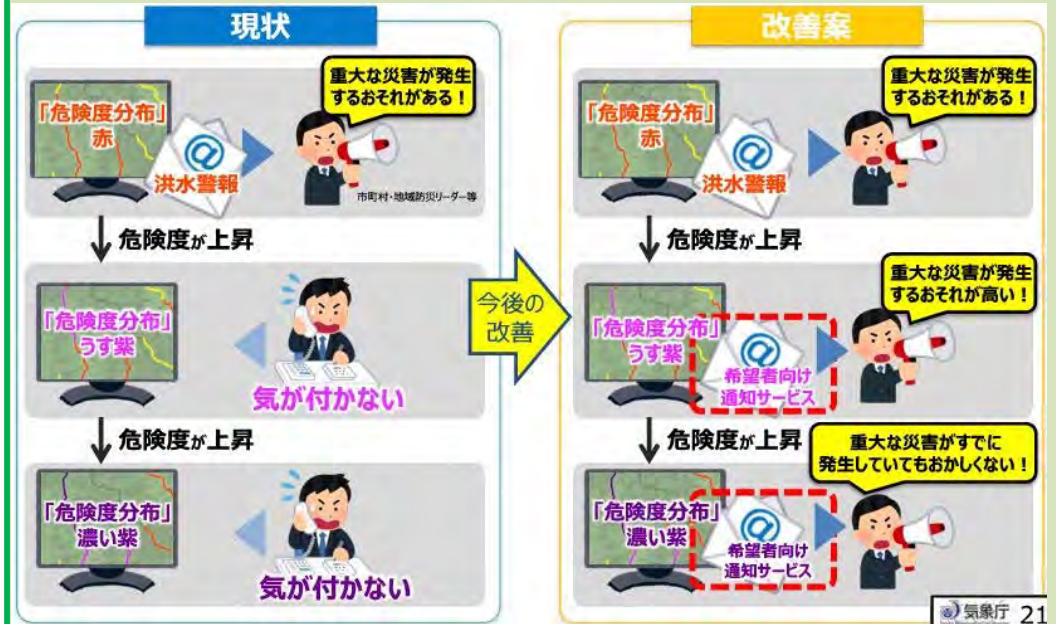 現状
「危険度分布」
赤
@
洪水警報
重大な災害が発生
するおそれがある！
市町村・地域防災リーダー等
危険度が上昇
「危険度分布」
うす紫
気が付かない
危険度が上昇
「危険度分布」
濃い紫
気が付かない
今後の
改善
改善案
「危険度分布」
赤
@
洪水警報
重大な災害が発生
するおそれがある！
危険度が上昇
「危険度分布」
うす紫
@
希望者向け
通知サービス
重大な災害が発生
するおそれが高い！
危険度が上昇
「危険度分布」
濃い紫
@
希望者向け
通知サービス
重大な災害がすでに
発生していてもおかしくない！
気象庁 21